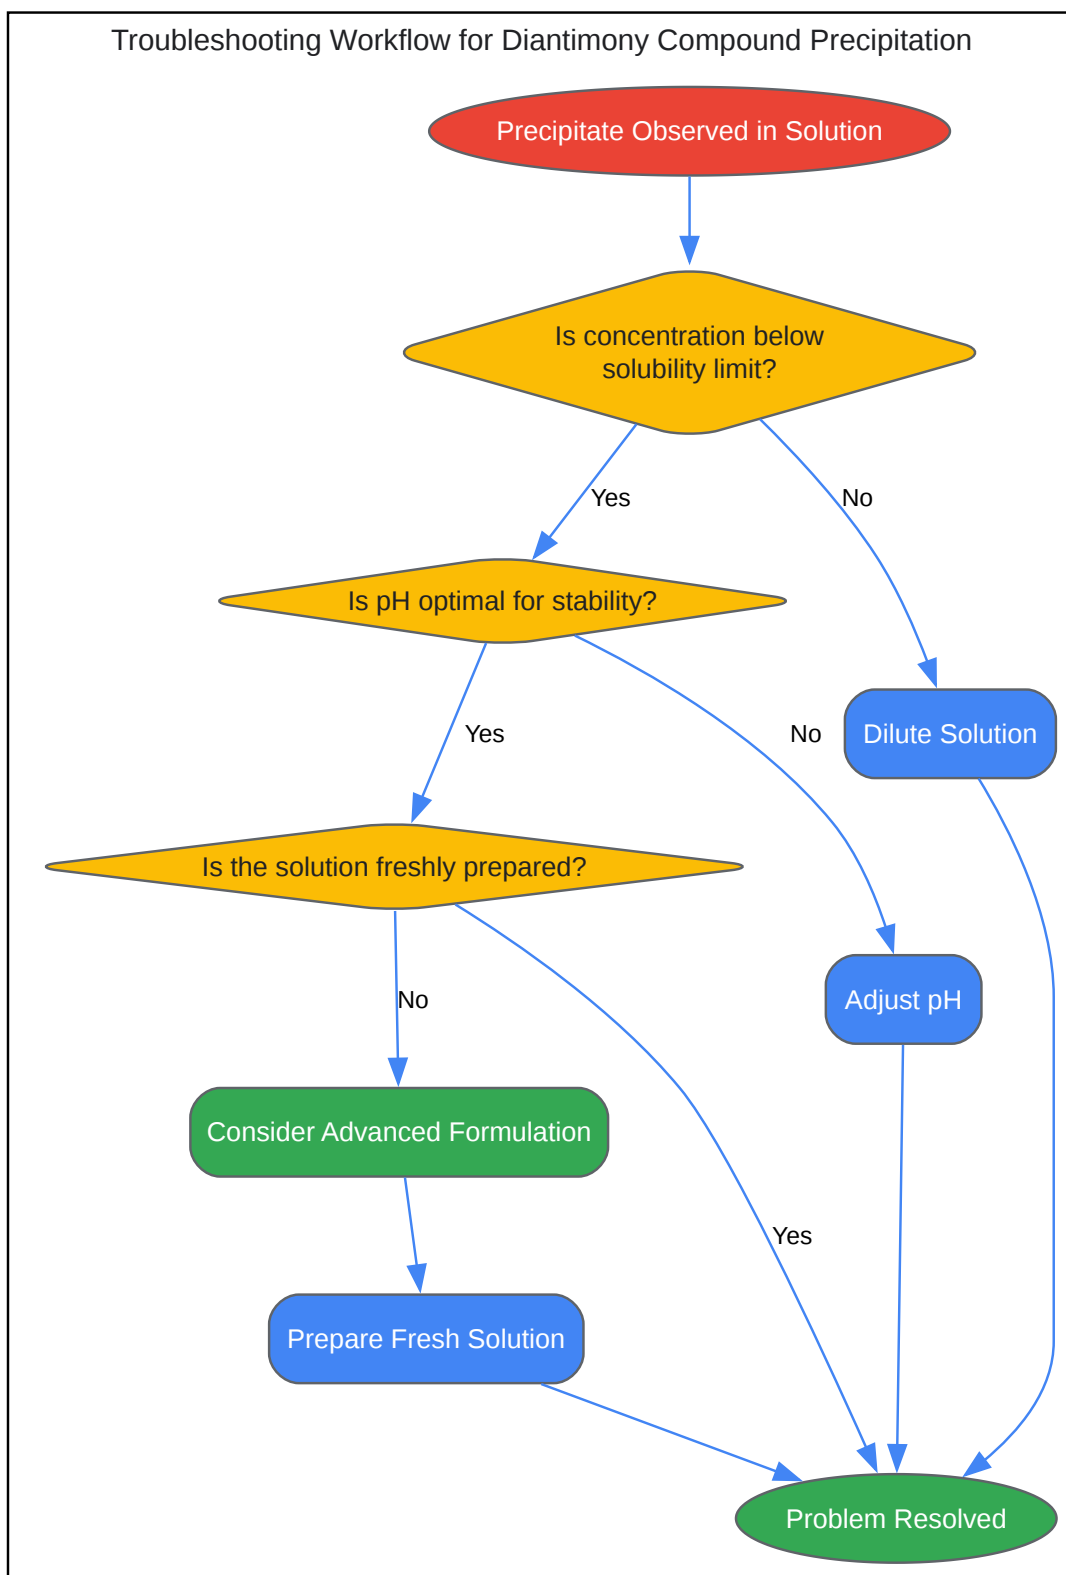 Troubleshooting Workflow for Diantimony Compound Precipitation
Precipitate Observed in Solution
Is concentration below
solubility limit?
Yes
No
Is pH optimal for stability?
Yes
No
Dilute Solution
Is the solution freshly prepared?
No
Adjust pH
Consider Advanced Formulation
Yes
Prepare Fresh Solution
Problem Resolved